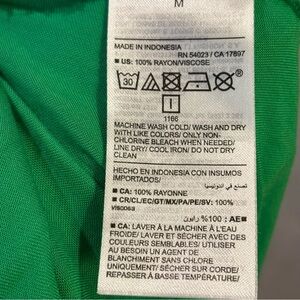 M
MADE IN INDONESIA
RN 54023 / CA 17897
■ US: 100% RAYON/VISCOSE
30
I
1166
MACHINE WASH COLD/ WASH AND DRY
WITH LIKE COLORS/ ONLY NON-
CHLORINE BLEACH WHEN NEEDED/
LINE DRY/ COOL IRON/ DO NOT DRY
CLEAN
HECHO EN INDONESIA CON INSUMOS
IMPORTADOS/
تصنع في اندونيسيا
■ CA: 100% RAYONNE
■ CR/CL/EC/GT/MX/PA/PE/SV: 100%
viscosa
■ AE: 100% رايون
■ CA: LAVER À LA MACHINE À L'EAU
FROIDE/ LAVER ET SÉCHER AVEC DES
COULEURS SEMBLABLES/ UTILISER
AU BESOIN UN AGENT DE
BLANCHIMENT SANS CHLORE
UNIQUEMENT/ SÉCHER SUR CORDE/
REPASSER À BASSE TEMPÉRATURE/